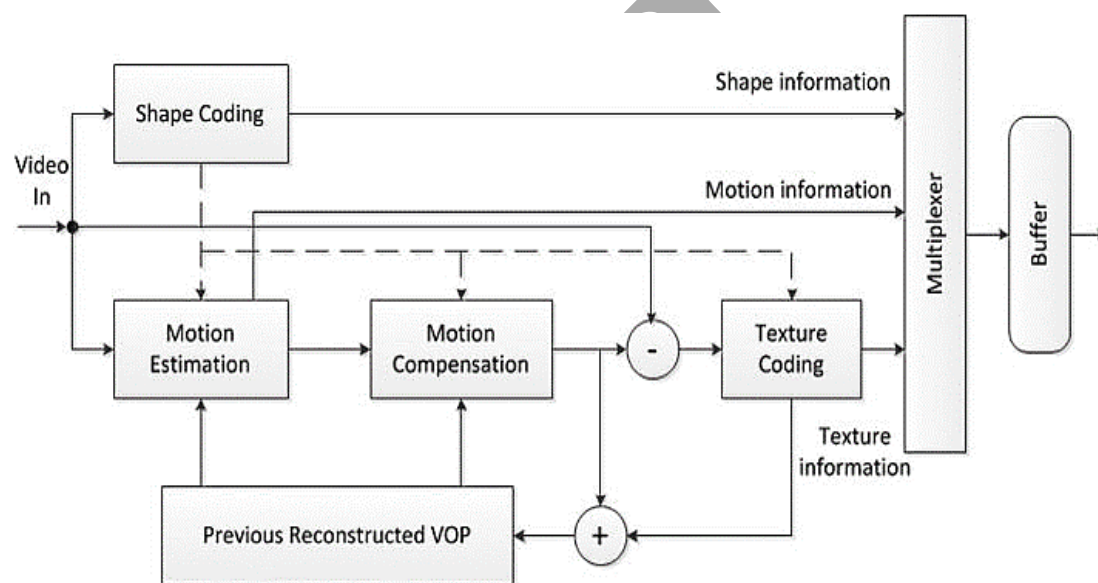 Shape Coding
Shape information
Video
In
Motion information
Motion
Estimation
Motion
Compensation
-
Texture
Coding
Texture
information
Multiplexer
Buffer
Previous Reconstructed VOP
+